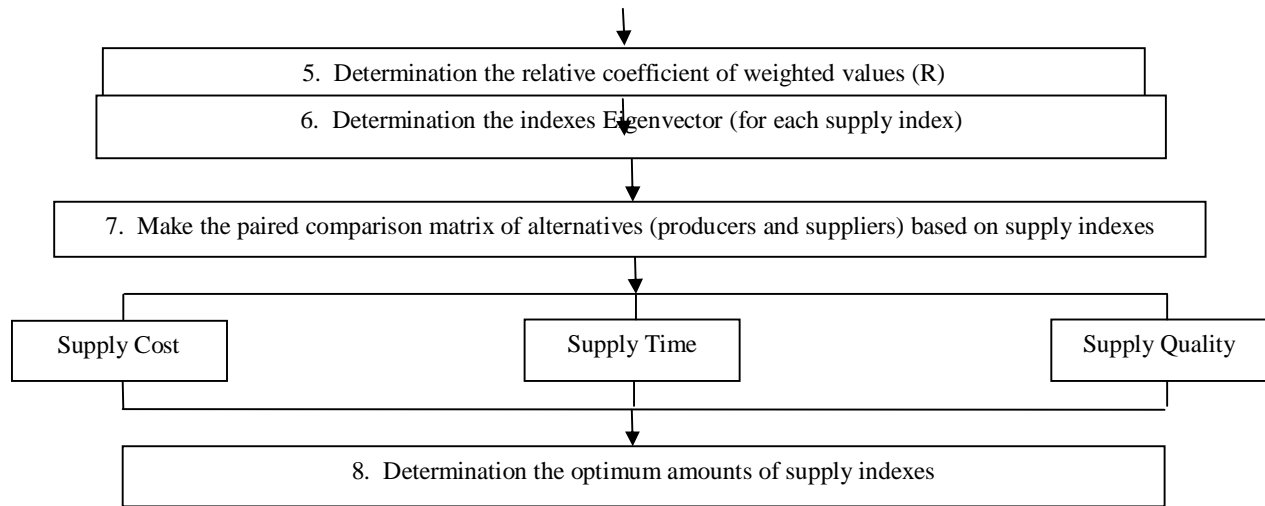 5. Determination the relative coefficient of weighted values (R)
6. Determination the indexes Eigenvector (for each supply index)
7. Make the paired comparison matrix of alternatives (producers and suppliers) based on supply indexes
Supply Cost
Supply Time
Supply Quality
8. Determination the optimum amounts of supply indexes